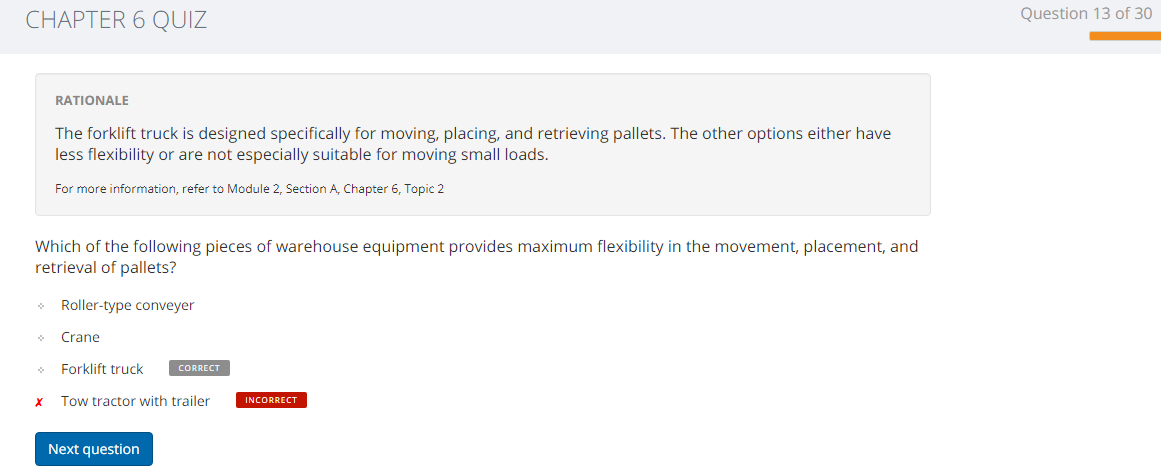 CHAPTER 6 QUIZ
Question 13 of 30
RATIONALE
The forklift truck is designed specifically for moving, placing, and retrieving pallets. The other options either have
less flexibility or are not especially suitable for moving small loads.
For more information, refer to Module 2, Section A, Chapter 6, Topic 2
Which of the following pieces of warehouse equipment provides maximum flexibility in the movement, placement, and
retrieval of pallets?
Roller-type conveyer
Crane
Forklift truck CORRECT
✗ Tow tractor with trailer INCORRECT
Next question